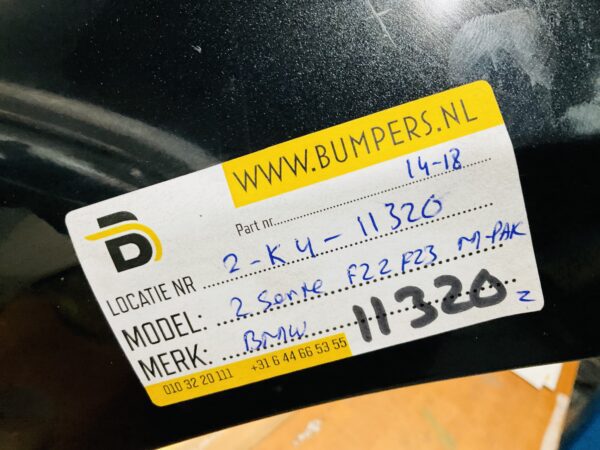 WWW.BUMPERS.NL
B
Part nr. 14-18
LOCATIE NR 2-K4-11320
MODEL: 2 Serie F22 F23 M-PAK
MERK. BMW 11320 z
010 32 20 111 +31 6 44 66 53 55